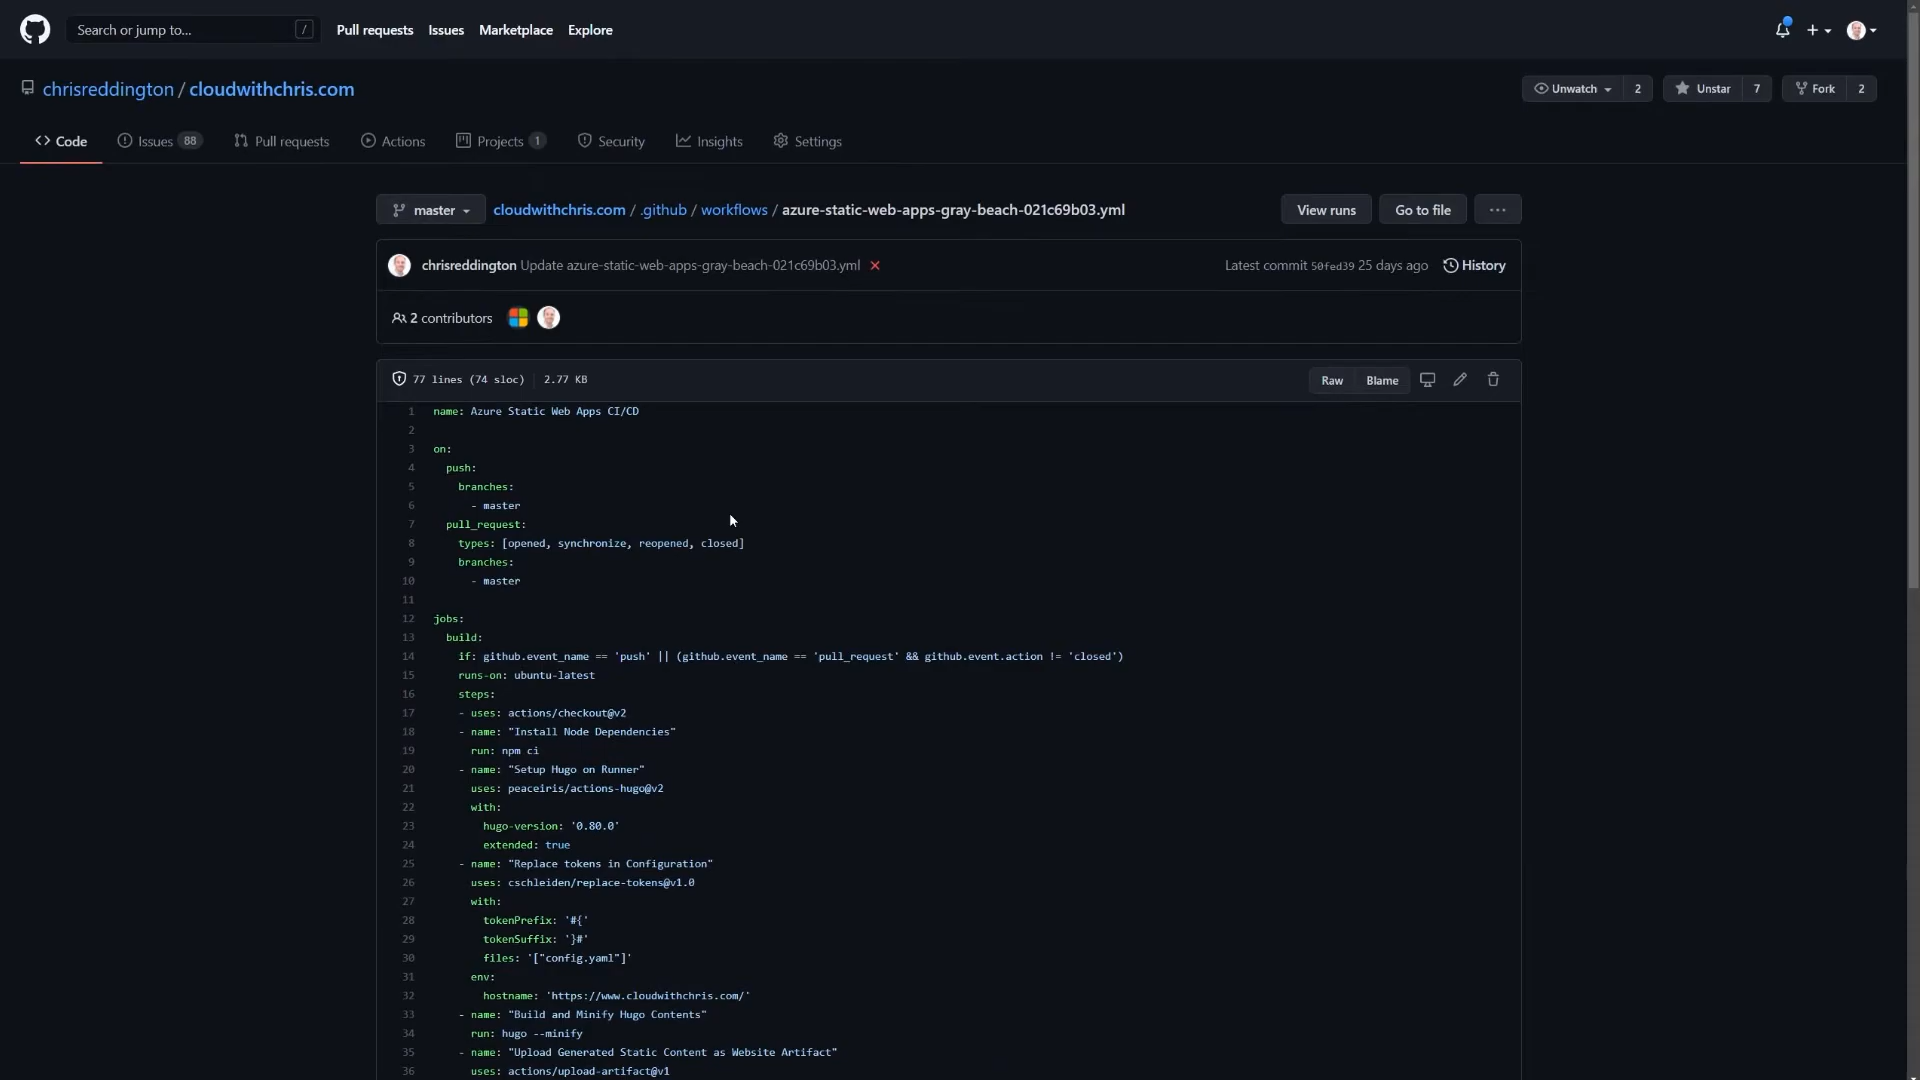 Search or jump to... /
Pull requests Issues Marketplace Explore
chrisreddington / cloudwithchris.com
Unwatch 2 Unstar 7 Fork 2
Code Issues 88 Pull requests Actions Projects 1 Security Insights Settings
master cloudwithchris.com / .github / workflows / azure-static-web-apps-gray-beach-021c69b03.yml View runs Go to file ...
chrisreddington Update azure-static-web-apps-gray-beach-021c69b03.yml Latest commit 50fed39 25 days ago History
2 contributors
77 lines (74 sloc) 2.77 KB Raw Blame
1 name: Azure Static Web Apps CI/CD
2
3 on:
4 push:
5 branches:
6 - master
7 pull_request:
8 types: [opened, synchronize, reopened, closed]
9 branches:
10 - master
11
12 jobs:
13 build:
14 if: github.event_name == 'push' || (github.event_name == 'pull_request' && github.event.action != 'closed')
15 runs-on: ubuntu-latest
16 steps:
17 - uses: actions/checkout@v2
18 - name: "Install Node Dependencies"
19 run: npm ci
20 - name: "Setup Hugo on Runner"
21 uses: peaceiris/actions-hugo@v2
22 with:
23 hugo-version: '0.80.0'
24 extended: true
25 - name: "Replace tokens in Configuration"
26 uses: cschleiden/replace-tokens@v1.0
27 with:
28 tokenPrefix: '#{'
29 tokenSuffix: '}#'
30 files: '["config.yaml"]'
31 env:
32 hostname: 'https://www.cloudwithchris.com/'
33 - name: "Build and Minify Hugo Contents"
34 run: hugo --minify
35 - name: "Upload Generated Static Content as Website Artifact"
36 uses: actions/upload-artifact@v1